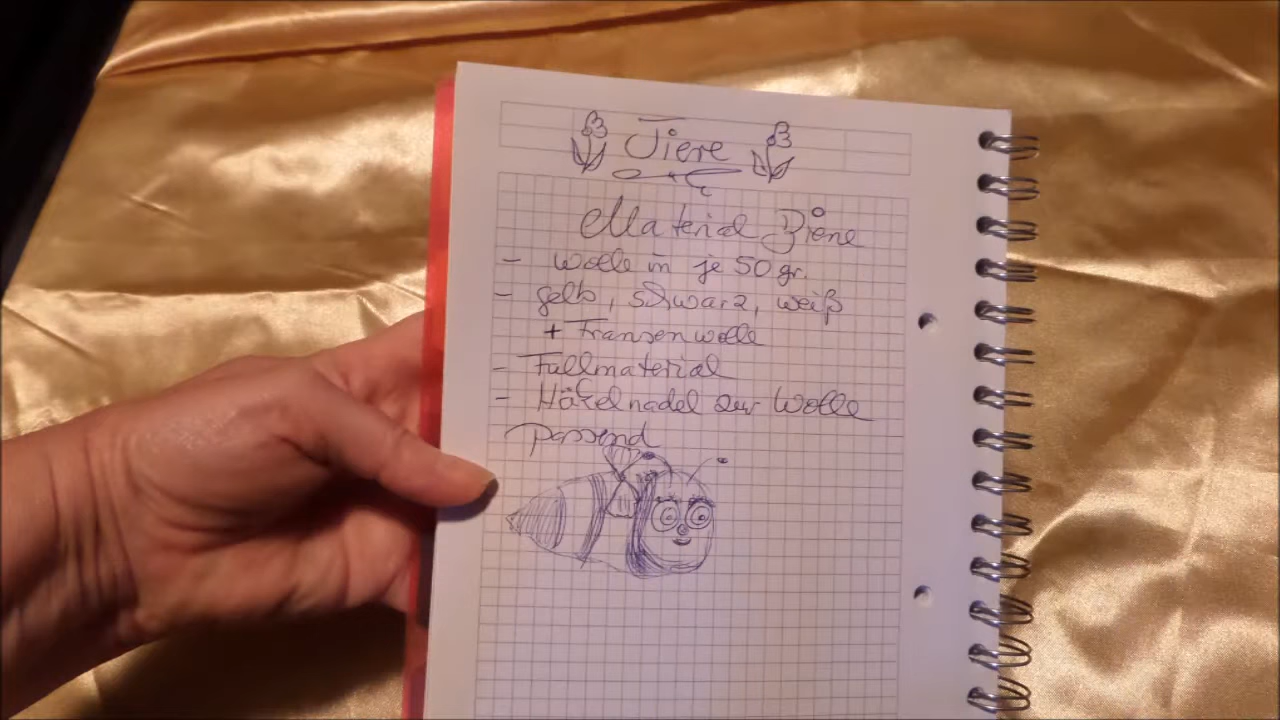 Tiere
Material Biene
- Wolle in je 50 gr.
- gelb, schwarz, weiß
+ Fransenwolle
- Füllmaterial
- Häkelnadel zur Wolle
passend